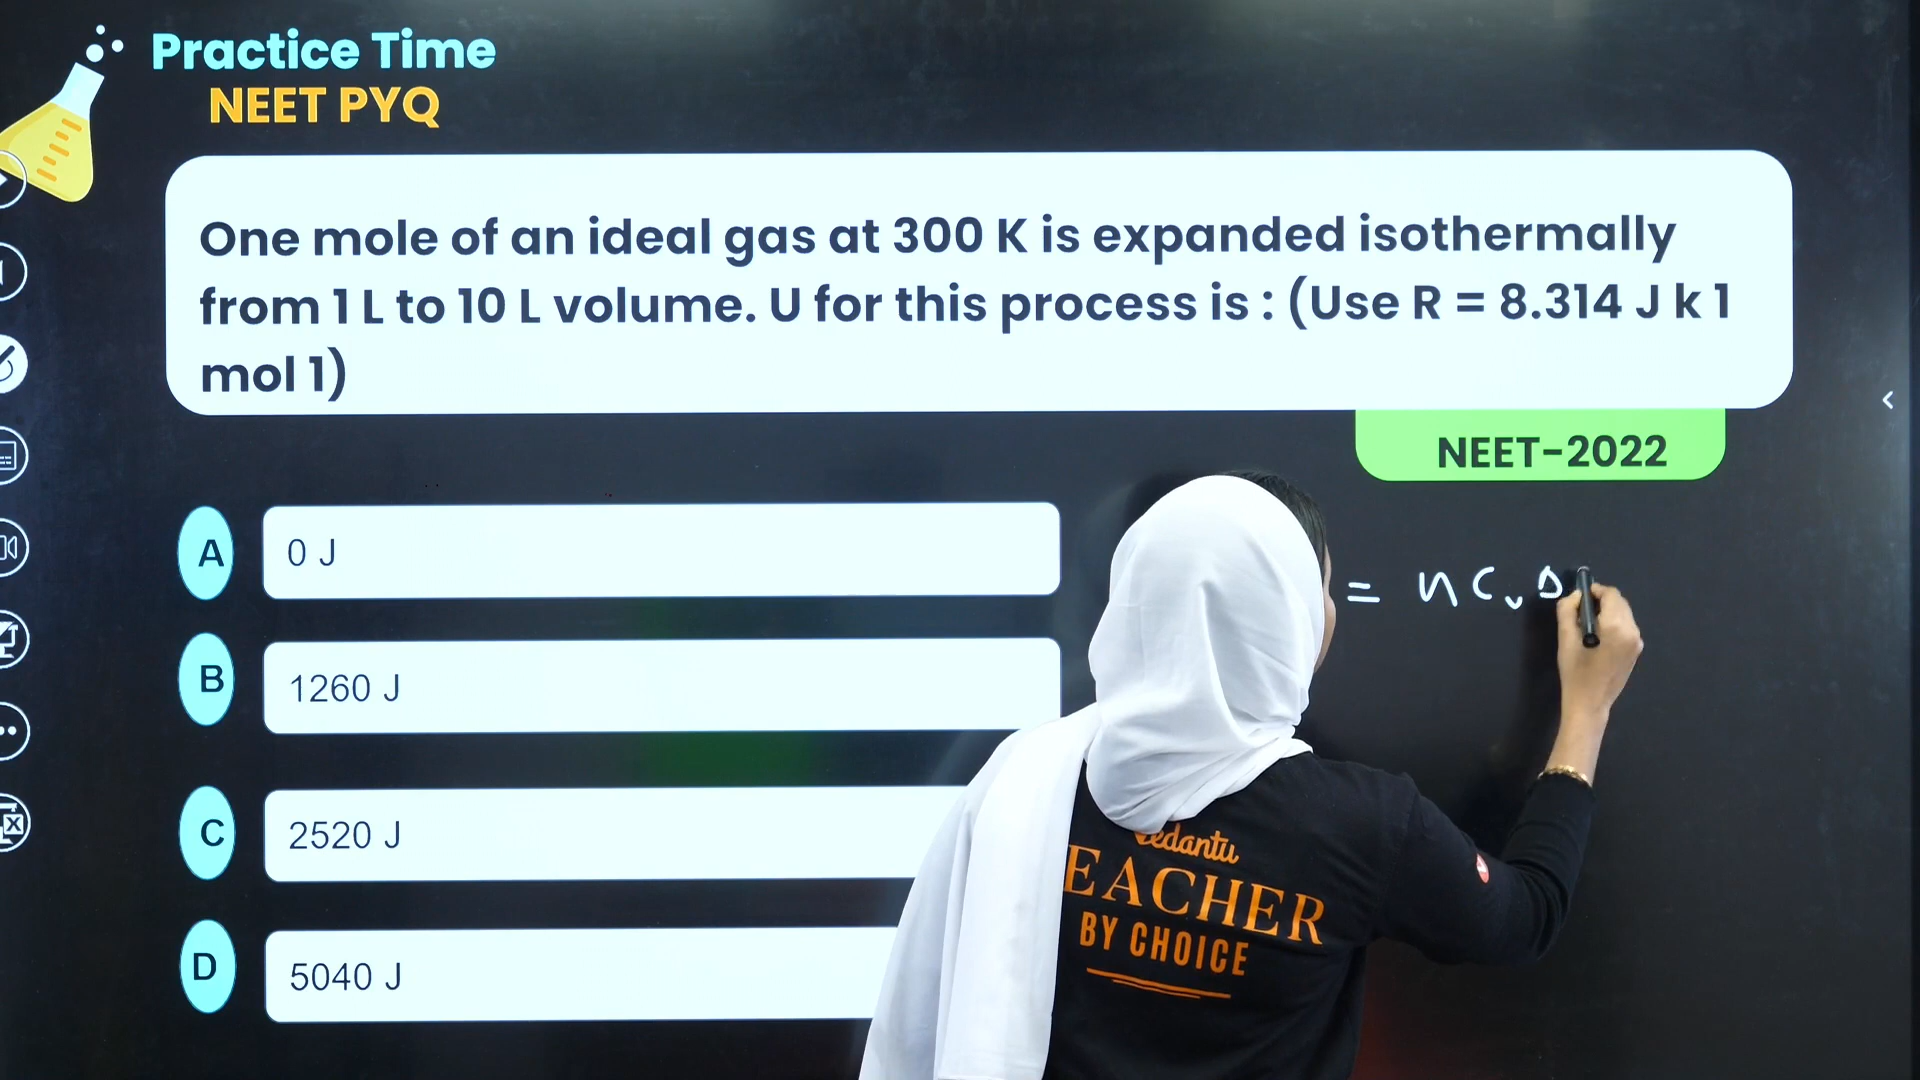 Practice Time
NEET PYQ
One mole of an ideal gas at 300 K is expanded isothermally
from 1 L to 10 L volume. U for this process is : (Use R = 8.314 J k 1
mol 1)
NEET-2022
A 0 J
= n Cv Δ
B 1260 J
C 2520 J
D 5040 J
Vedantu
EACHER
BY CHOICE